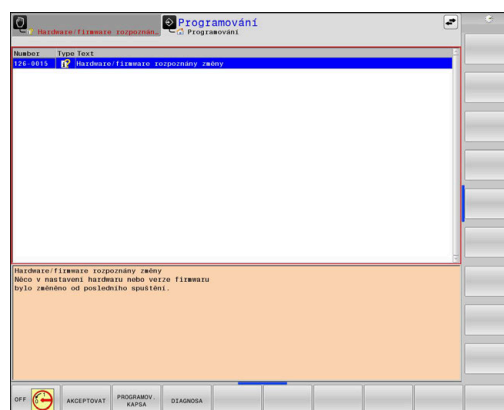 Hardware/firmware rozpoznán…
Programování
Programování
Number Type Text
126-0015 Hardware/firmware rozpoznány změny
Hardware/firmware rozpoznány změny
Něco v nastavení hardwaru nebo verze firmwaru
bylo změněno od posledního spuštění.
OFF
AKCEPTOVAT
PROGRAMOV.
KAPSA
DIAGNOSA